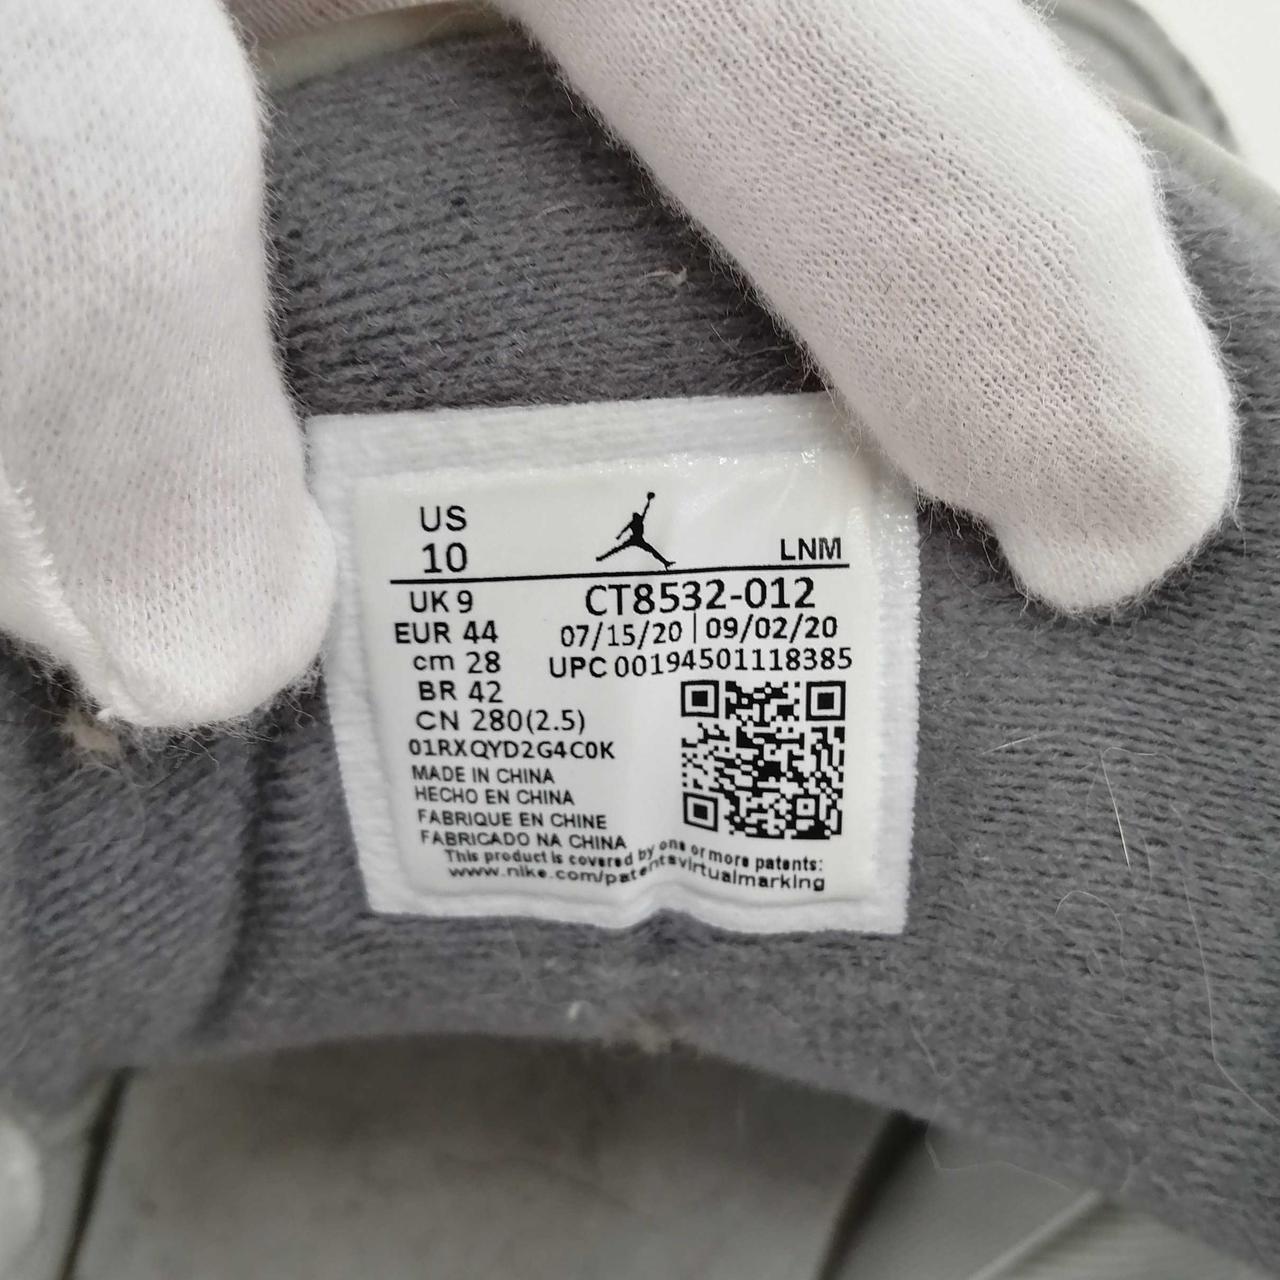 US
10
LNM
UK 9
CT8532-012
EUR 44
07/15/20 | 09/02/20
cm 28
UPC 00194501118385
BR 42
CN 280(2.5)
01RXQYD2G4C0K
MADE IN CHINA
HECHO EN CHINA
FABRIQUE EN CHINE
FABRICADO NA CHINA
This product is covered by one or more patents:
www.nike.com/patentsvirtualmarking